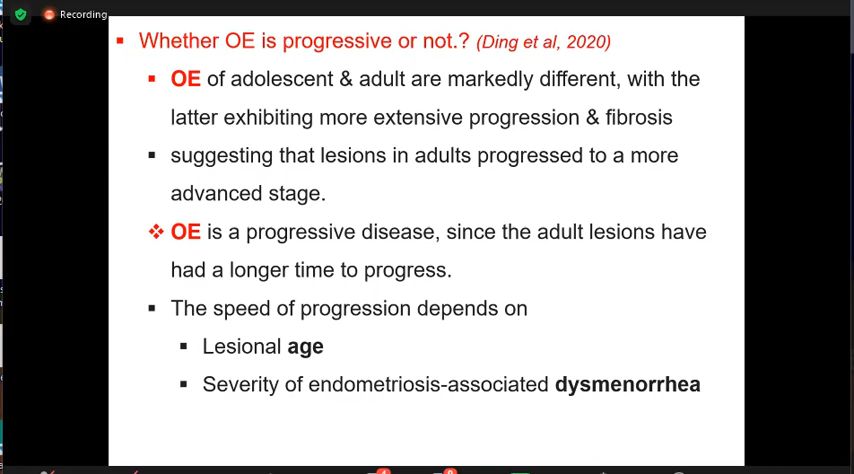 Recording
Whether OE is progressive or not.? (Ding et al, 2020)
OE of adolescent & adult are markedly different, with the
latter exhibiting more extensive progression & fibrosis
suggesting that lesions in adults progressed to a more
advanced stage.
OE is a progressive disease, since the adult lesions have
had a longer time to progress.
The speed of progression depends on
Lesional age
Severity of endometriosis-associated dysmenorrhea